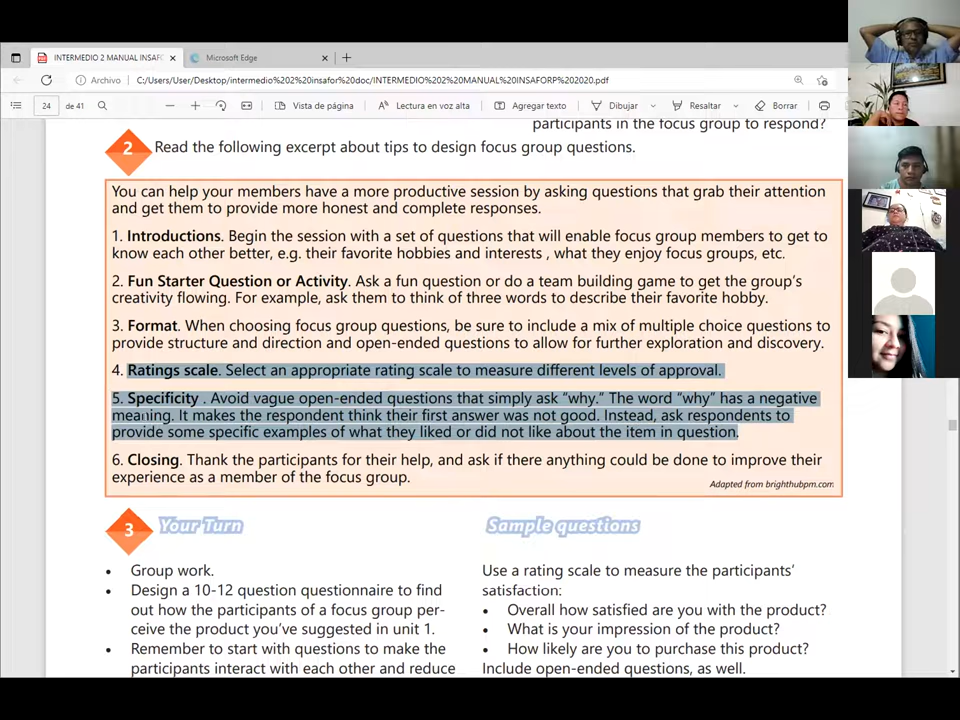 INTERMEDIO 2 MANUAL INSAFOR
Microsoft Edge
Archivo
C:/Users/User/Desktop/intermedio%202%20insafor%20doc/INTERMEDIO%202%20MANUAL%20INSAFORP%202020.pdf
24 de 41
Vista de página
Lectura en voz alta
Agregar texto
Dibujar
Resaltar
Borrar
participants in the focus group to respond?
2 Read the following excerpt about tips to design focus group questions.
You can help your members have a more productive session by asking questions that grab their attention
and get them to provide more honest and complete responses.
1. Introductions. Begin the session with a set of questions that will enable focus group members to get to
know each other better, e.g. their favorite hobbies and interests , what they enjoy focus groups, etc.
2. Fun Starter Question or Activity. Ask a fun question or do a team building game to get the group's
creativity flowing. For example, ask them to think of three words to describe their favorite hobby.
3. Format. When choosing focus group questions, be sure to include a mix of multiple choice questions to
provide structure and direction and open-ended questions to allow for further exploration and discovery.
4. Ratings scale. Select an appropriate rating scale to measure different levels of approval.
5. Specificity . Avoid vague open-ended questions that simply ask “why.” The word “why” has a negative
meaning. It makes the respondent think their first answer was not good. Instead, ask respondents to
provide some specific examples of what they liked or did not like about the item in question.
6. Closing. Thank the participants for their help, and ask if there anything could be done to improve their
experience as a member of the focus group.
Adapted from brighthubpm.com
3 Your Turn
• Group work.
• Design a 10-12 question questionnaire to find
out how the participants of a focus group per-
ceive the product you've suggested in unit 1.
• Remember to start with questions to make the
participants interact with each other and reduce
Sample questions
Use a rating scale to measure the participants'
satisfaction:
• Overall how satisfied are you with the product?
• What is your impression of the product?
• How likely are you to purchase this product?
Include open-ended questions, as well.